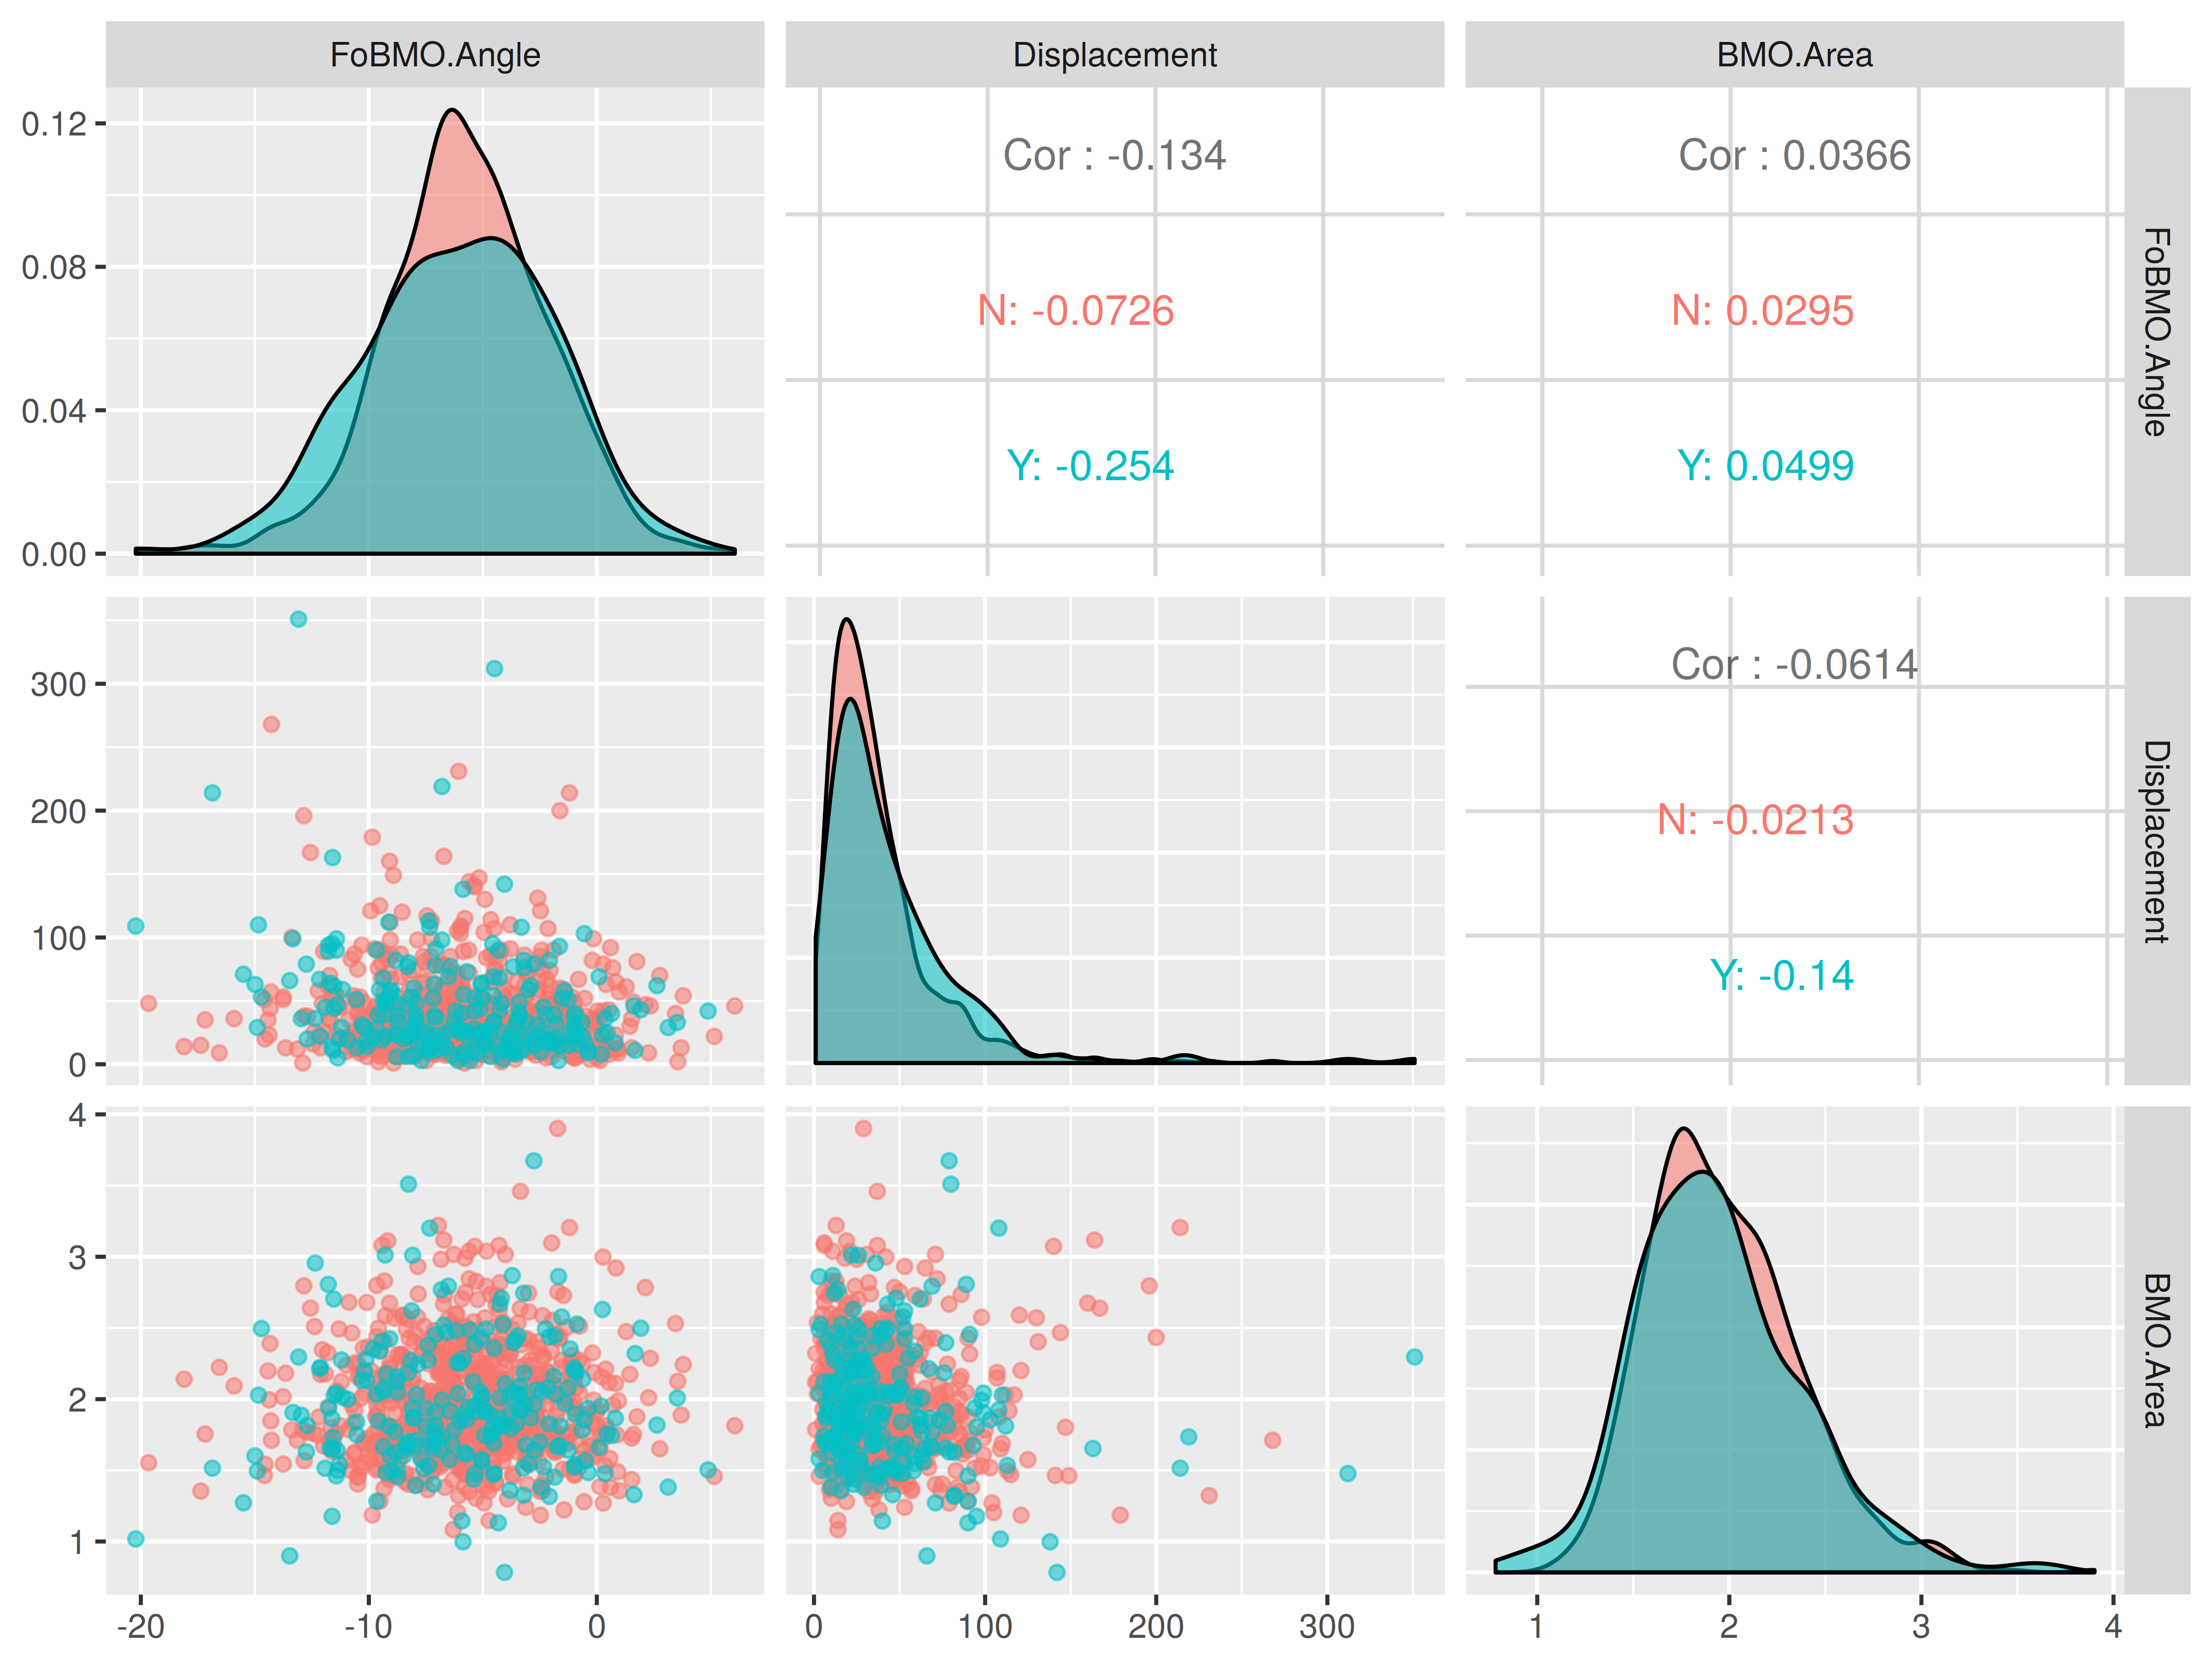 FoBMO.Angle
Displacement
BMO.Area
0.12
0.08
0.04
0.00
Cor : -0.134
N: -0.0726
Y: -0.254
Cor : 0.0366
N: 0.0295
Y: 0.0499
FoBMO.Angle
300
200
100
0
Cor : -0.0614
N: -0.0213
Y: -0.14
Displacement
4
3
2
1
BMO.Area
-20
-10
0
0
100
200
300
1
2
3
4